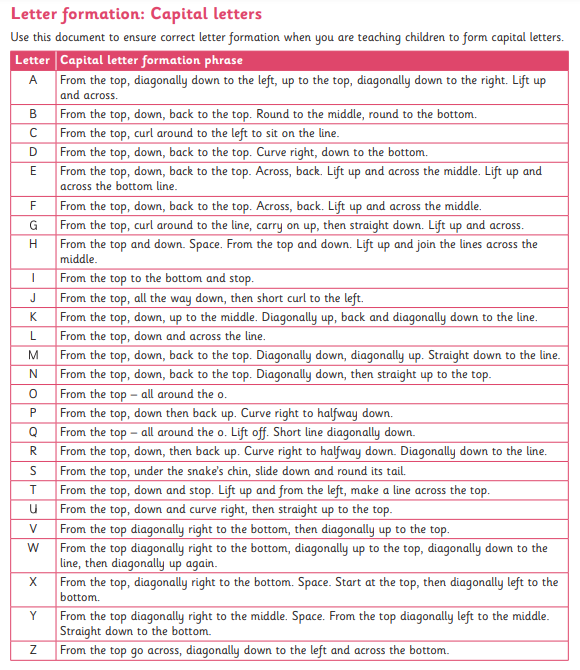 Letter formation: Capital letters
Use this document to ensure correct letter formation when you are teaching children to form capital letters.
Letter Capital letter formation phrase
A From the top, diagonally down to the left, up to the top, diagonally down to the right. Lift up
and across.
B From the top, down, back to the top. Round to the middle, round to the bottom.
C From the top, curl around to the left to sit on the line.
D From the top, down, back to the top. Curve right, down to the bottom.
E From the top, down, back to the top. Across, back. Lift up and across the middle. Lift up and
across the bottom line.
F From the top, down, back to the top. Across, back. Lift up and across the middle.
G From the top, curl around to the line, carry on up, then straight down. Lift up and across.
H From the top and down. Space. From the top and down. Lift up and join the lines across the
middle.
I From the top to the bottom and stop.
J From the top, all the way down, then short curl to the left.
K From the top, down, up to the middle. Diagonally up, back and diagonally down to the line.
L From the top, down and across the line.
M From the top, down, back to the top. Diagonally down, diagonally up. Straight down to the line.
N From the top, down, back to the top. Diagonally down, then straight up to the top.
O From the top – all around the o.
P From the top, down then back up. Curve right to halfway down.
Q From the top – all around the o. Lift off. Short line diagonally down.
R From the top, down, then back up. Curve right to halfway down. Diagonally down to the line.
S From the top, under the snake's chin, slide down and round its tail.
T From the top, down and stop. Lift up and from the left, make a line across the top.
U From the top, down and curve right, then straight up to the top.
V From the top diagonally right to the bottom, then diagonally up to the top.
W From the top diagonally right to the bottom, diagonally up to the top, diagonally down to the
line, then diagonally up again.
X From the top, diagonally right to the bottom. Space. Start at the top, then diagonally left to the
bottom.
Y From the top diagonally right to the middle. Space. From the top diagonally left to the middle.
Straight down to the bottom.
Z From the top go across, diagonally down to the left and across the bottom.